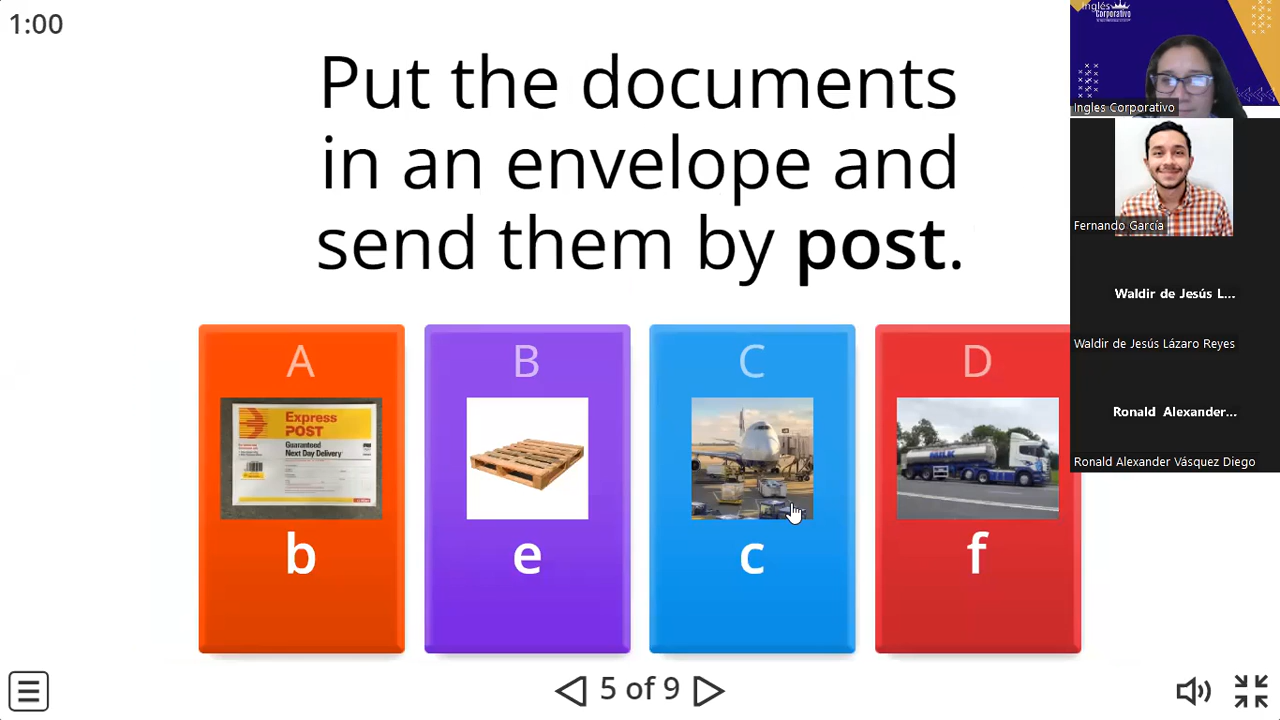 1:00
Put the documents
in an envelope and
send them by post.
A
B
C
D
Express
POST
Guaranteed
Next Day Delivery
MILK
b
e
c
f
5 of 9
Inglés
Corporativo
Ingles Corporativo
Fernando García
Waldir de Jesús L...
Waldir de Jesús Lázaro Reyes
Ronald Alexander...
Ronald Alexander Vásquez Diego